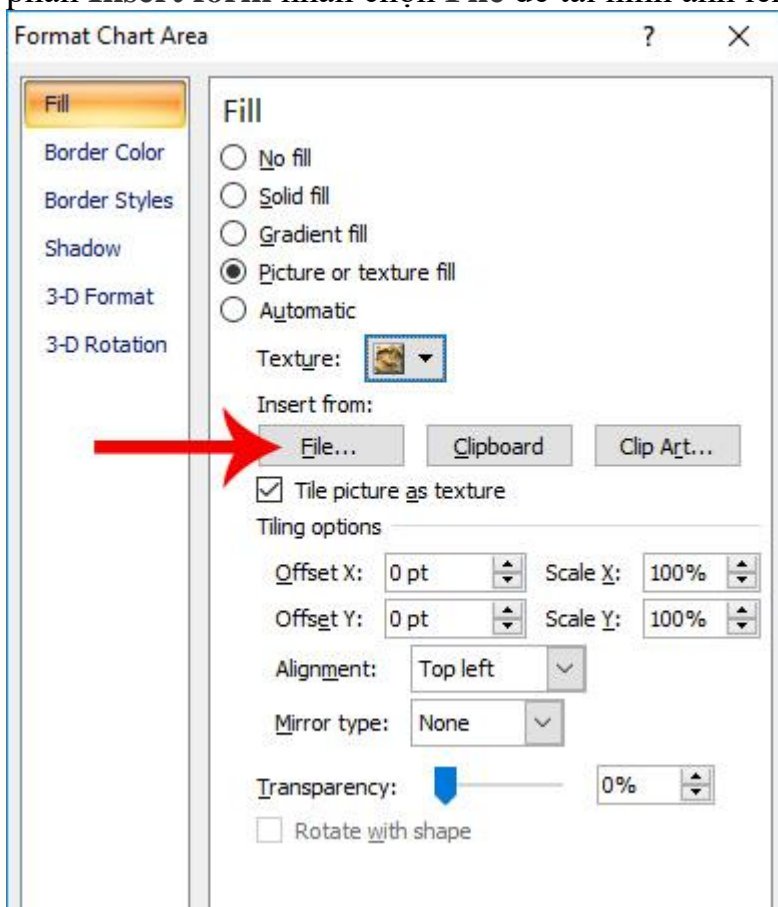 Format Chart Area ?
Fill
Border Color
Border Styles
Shadow
3-D Format
3-D Rotation
Fill
No fill
Solid fill
Gradient fill
Picture or texture fill
Automatic
Texture:
Insert from:
File... Clipboard Clip Art...
Tile picture as texture
Tiling options
Offset X: 0 pt Scale X: 100%
Offset Y: 0 pt Scale Y: 100%
Alignment: Top left
Mirror type: None
Transparency: 0%
Rotate with shape